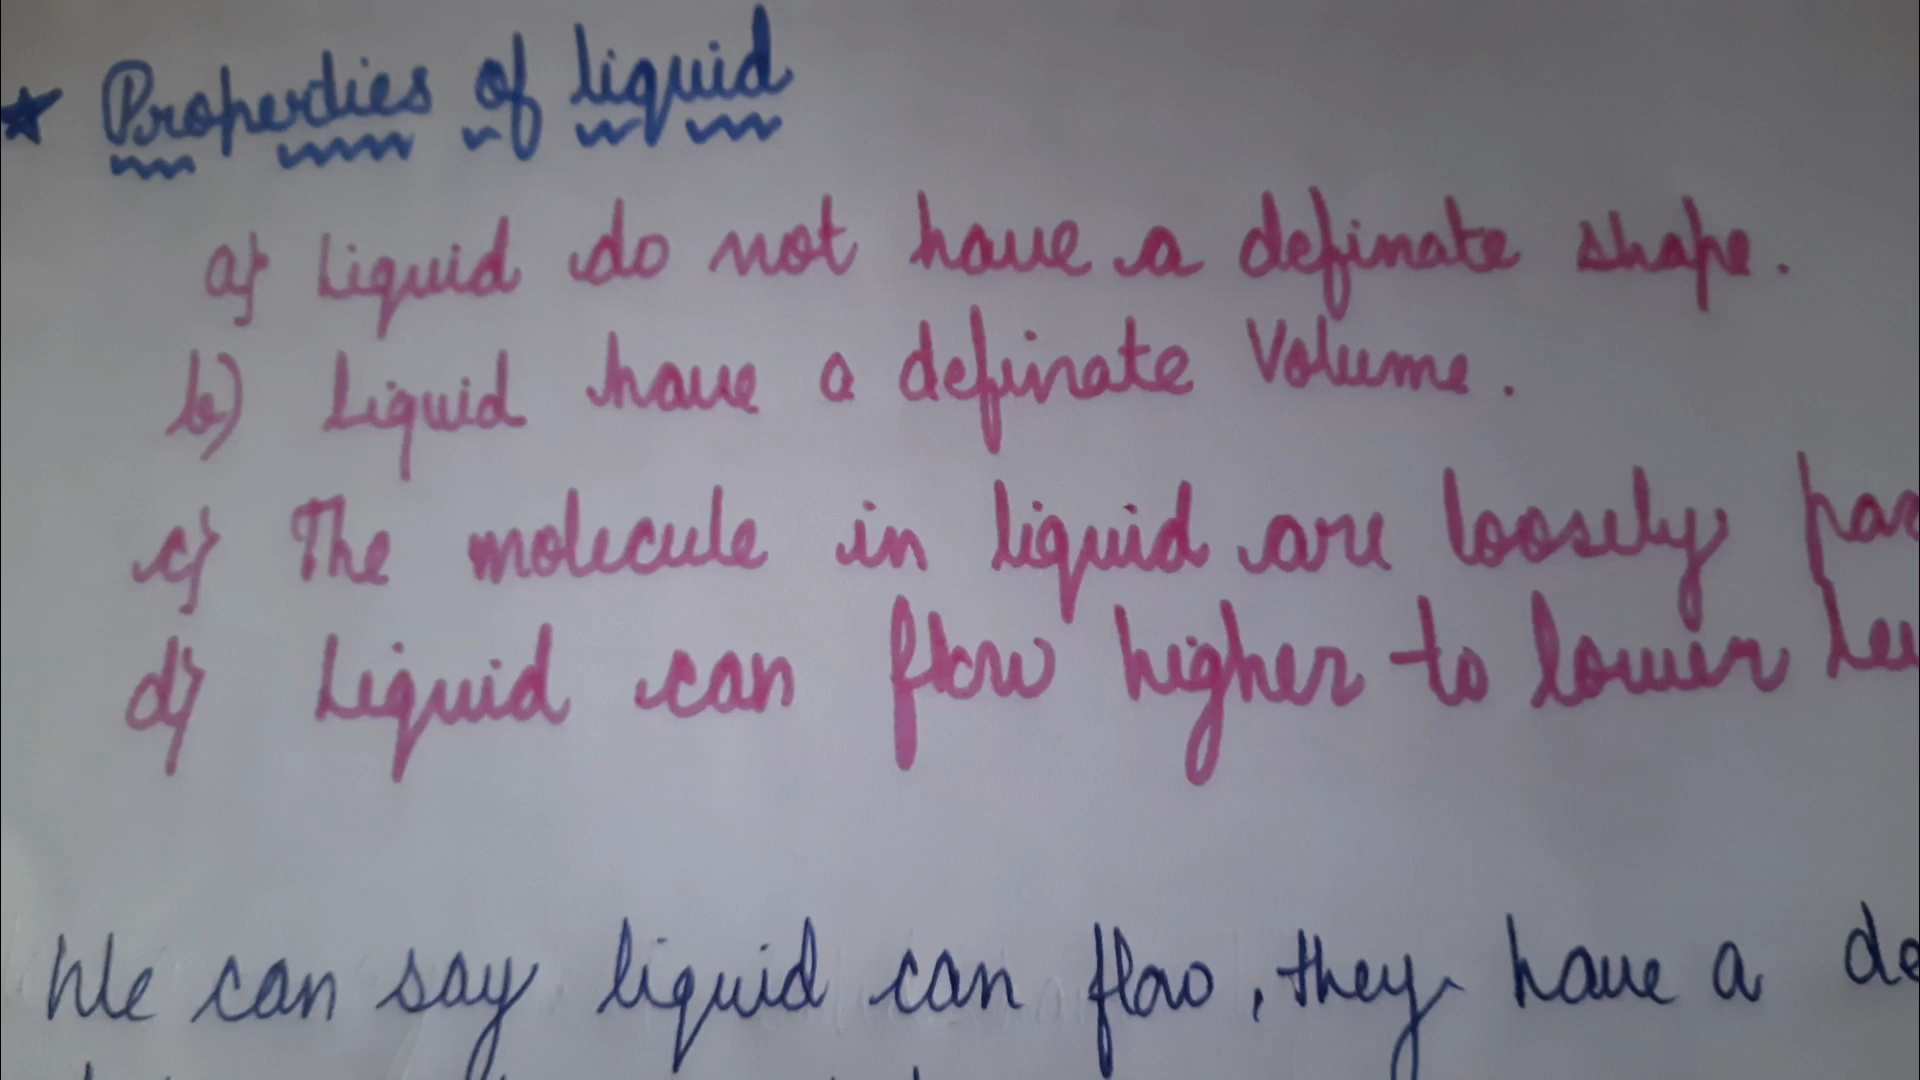 ★ Properties of liquid
a) Liquid do not have a definate shape.
b) Liquid have a definate Volume.
c) The molecule in liquid are loosely
d) Liquid can flow higher to lower
We can say liquid can flow, they have a